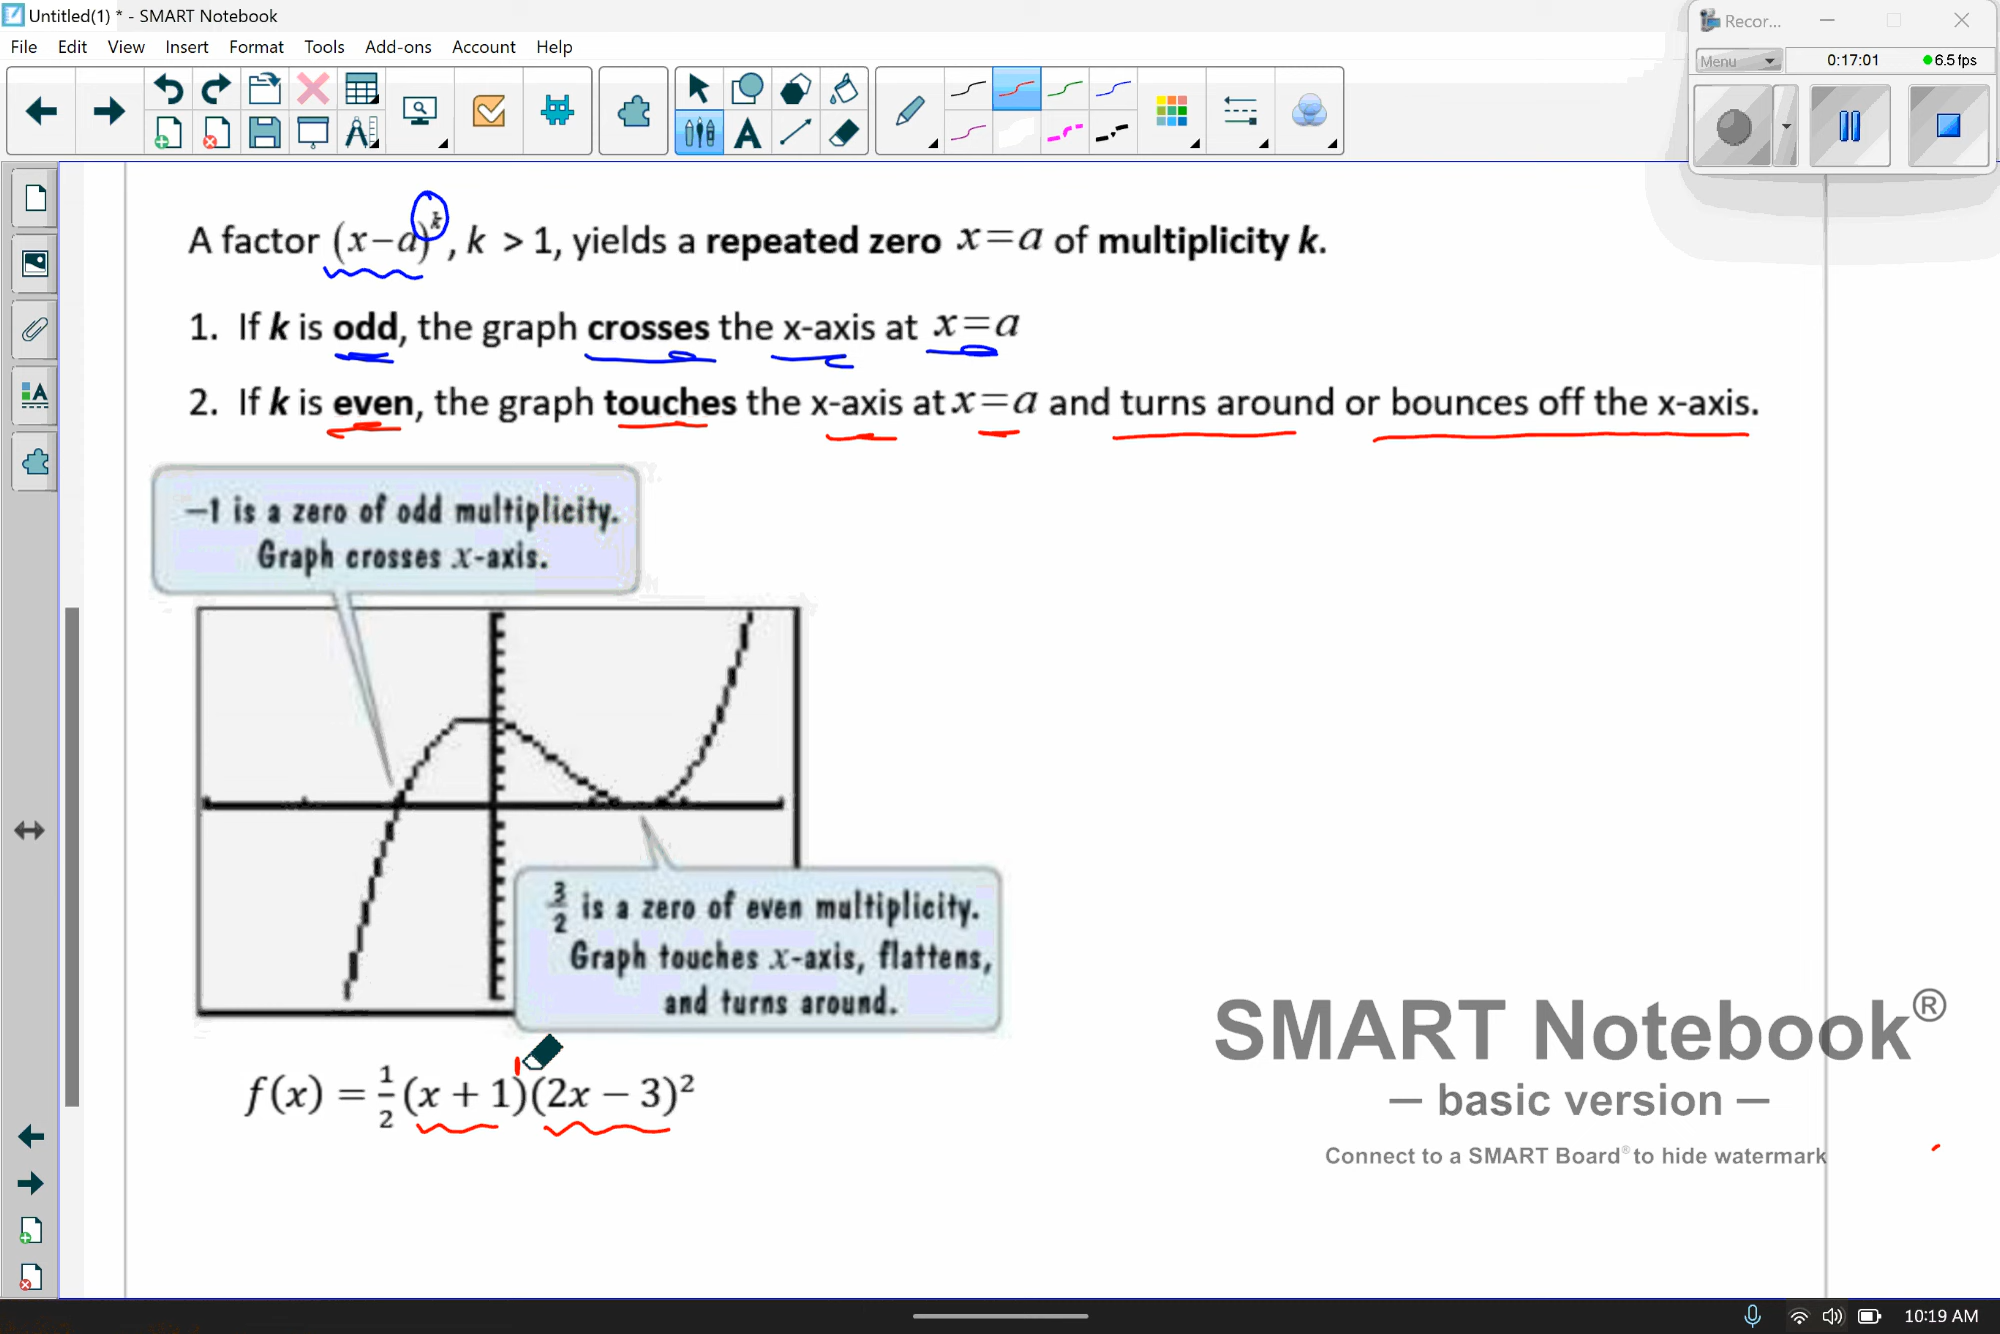 Untitled(1) * - SMART Notebook
File Edit View Insert Format Tools Add-ons Account Help
Recor...
Menu 0:17:01 6.5 fps
A factor (x−a)^k, k > 1, yields a repeated zero x=a of multiplicity k.
1. If k is odd, the graph crosses the x-axis at x=a
2. If k is even, the graph touches the x-axis at x=a and turns around or bounces off the x-axis.
−1 is a zero of odd multiplicity.
Graph crosses x-axis.
3/2 is a zero of even multiplicity.
Graph touches x-axis, flattens,
and turns around.
f(x) = 1/2 (x + 1)(2x − 3)²
SMART Notebook®
— basic version —
Connect to a SMART Board® to hide watermark
10:19 AM